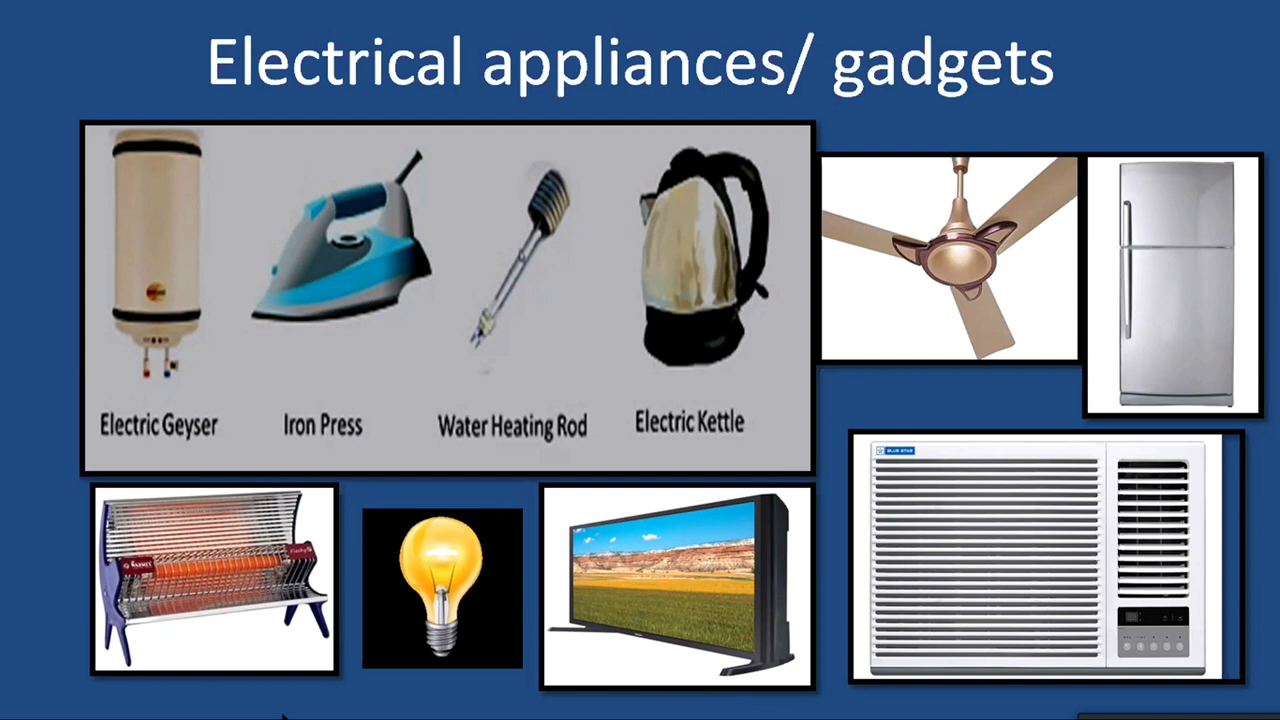 Electrical appliances/ gadgets
Electric Geyser
Iron Press
Water Heating Rod
Electric Kettle
BLUE STAR